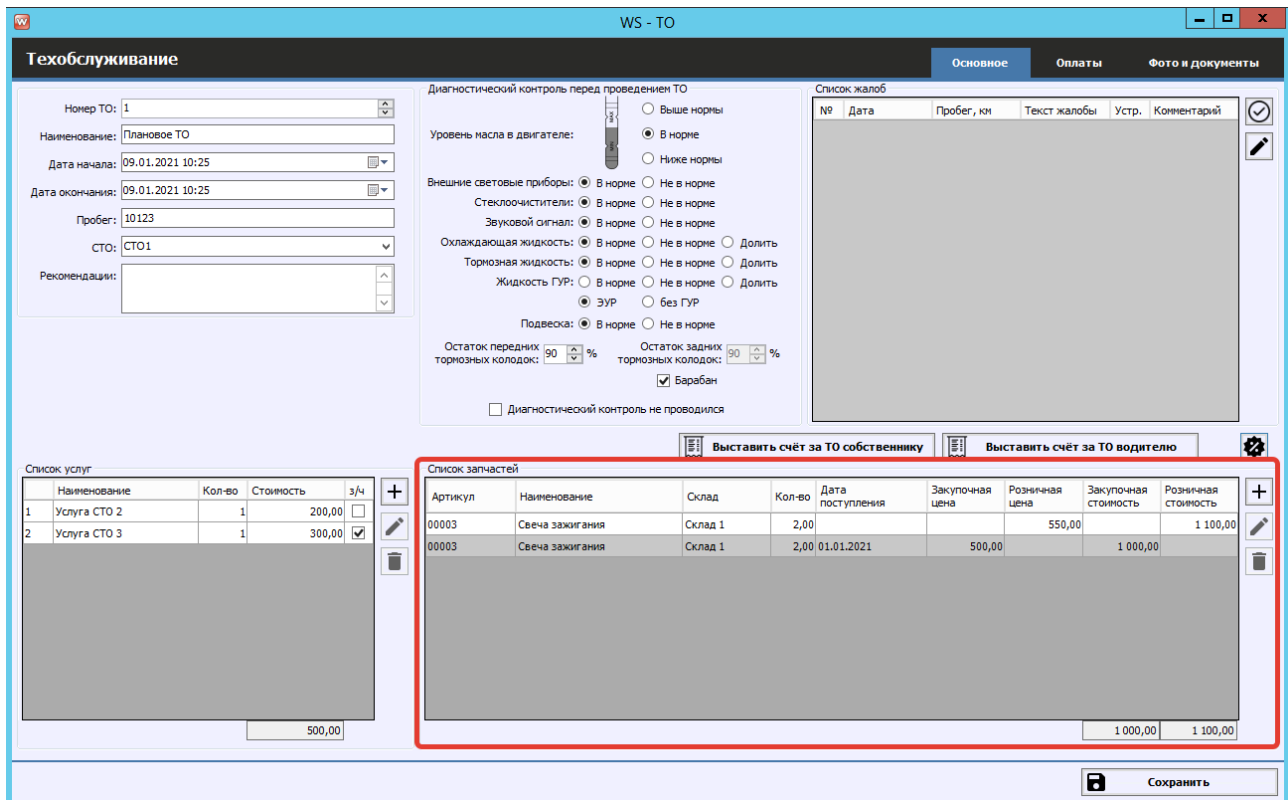 WS - ТО
Техобслуживание
Основное
Оплаты
Фото и документы
Номер ТО: 1
Наименование: Плановое ТО
Дата начала: 09.01.2021 10:25
Дата окончания: 09.01.2021 10:25
Пробег: 10123
СТО: СТО1
Рекомендации:
Диагностический контроль перед проведением ТО
Уровень масла в двигателе:
MAX
MIN
Выше нормы
В норме
Ниже нормы
Внешние световые приборы: В норме Не в норме
Стеклоочистители: В норме Не в норме
Звуковой сигнал: В норме Не в норме
Охлаждающая жидкость: В норме Не в норме Долить
Тормозная жидкость: В норме Не в норме Долить
Жидкость ГУР: В норме Не в норме Долить
ЭУР без ГУР
Подвеска: В норме Не в норме
Остаток передних тормозных колодок: 90 %
Остаток задних тормозных колодок: 90 %
Барабан
Диагностический контроль не проводился
Список жалоб
№ Дата Пробег, км Текст жалобы Устр. Комментарий
Выставить счёт за ТО собственнику
Выставить счёт за ТО водителю
Список услуг
Наименование Кол-во Стоимость з/ч
1 Услуга СТО 2 1 200,00
2 Услуга СТО 3 1 300,00
500,00
Список запчастей
Артикул Наименование Склад Кол-во Дата поступления Закупочная цена Розничная цена Закупочная стоимость Розничная стоимость
00003 Свеча зажигания Склад 1 2,00 550,00 1 100,00
00003 Свеча зажигания Склад 1 2,00 01.01.2021 500,00 1 000,00
1 000,00 1 100,00
Сохранить